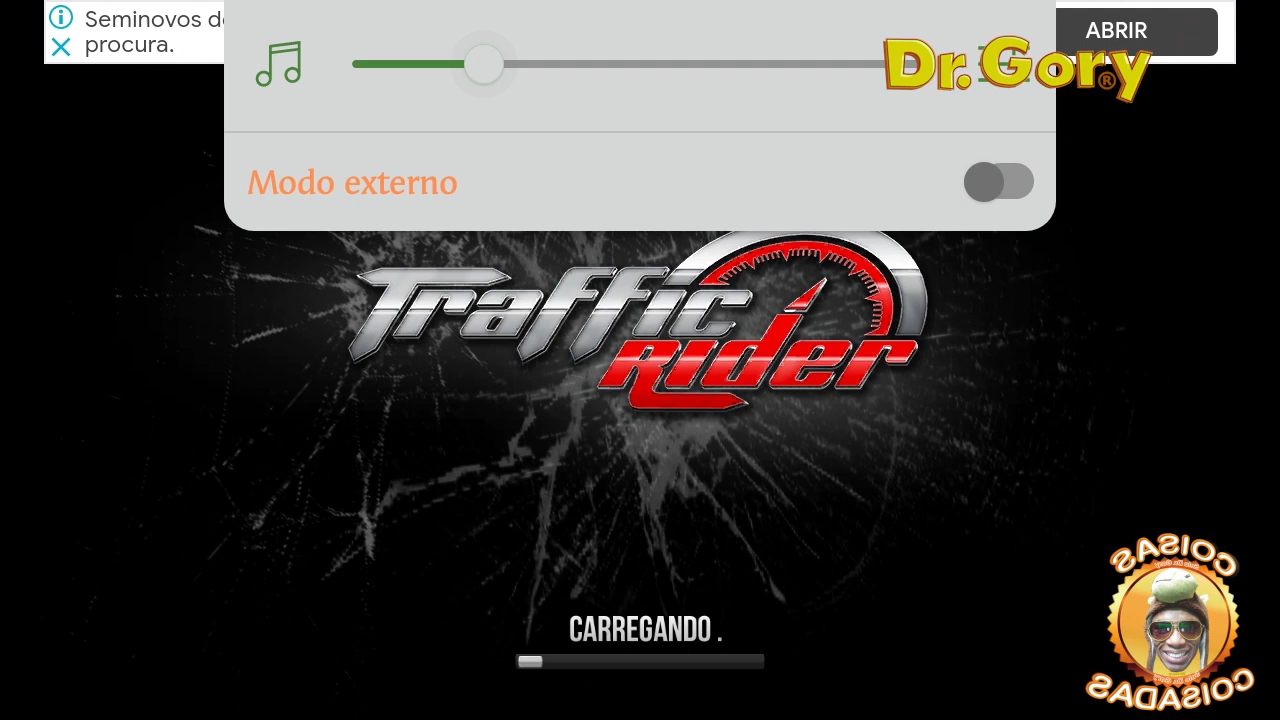 Seminovos d
procura.
ABRIR
Dr. Gory®
Modo externo
Traffic
Rider
CARREGANDO .
COISAS
COISADAS